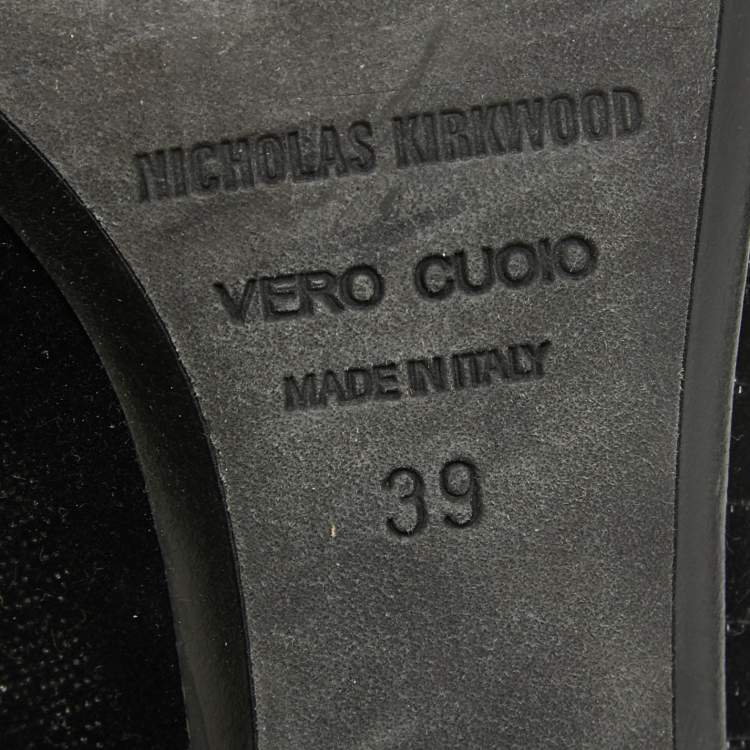 NICHOLAS KIRKWOOD
VERO CUOIO
MADE IN ITALY
39